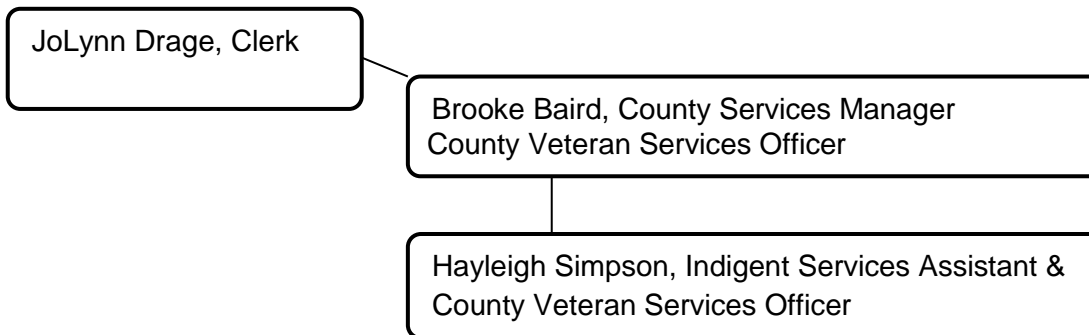 JoLynn Drage, Clerk
Brooke Baird, County Services Manager
County Veteran Services Officer
Hayleigh Simpson, Indigent Services Assistant &
County Veteran Services Officer